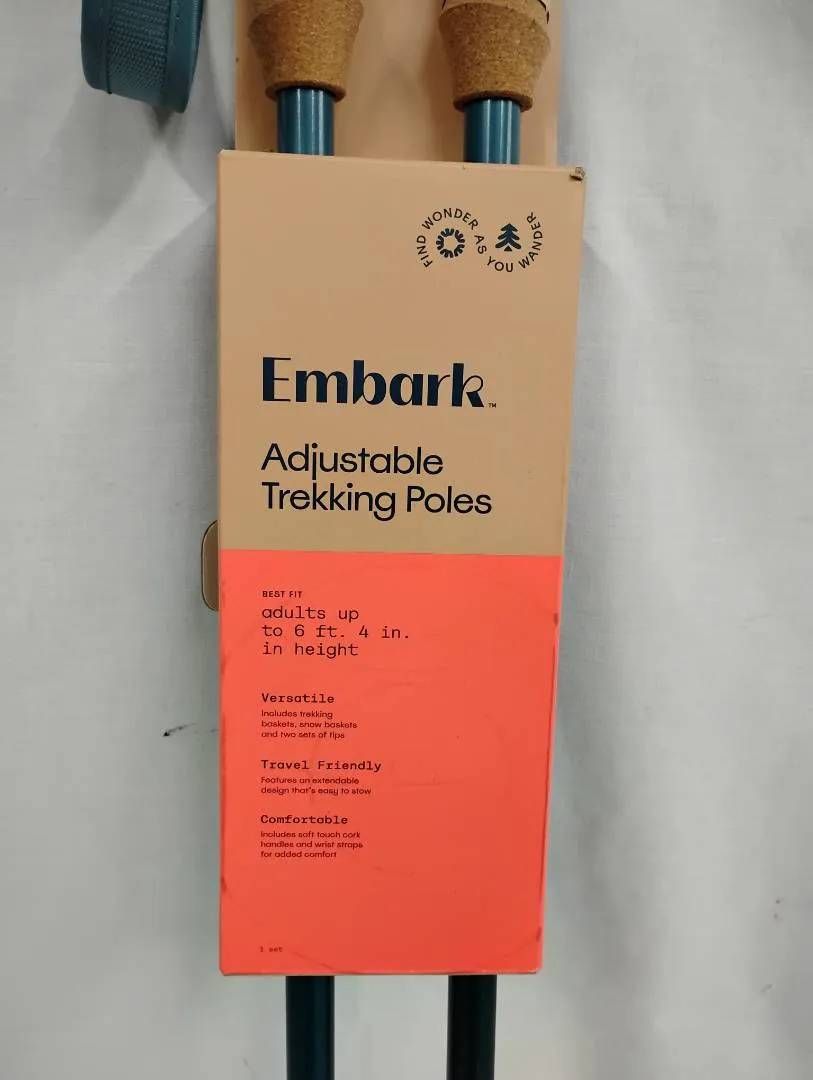 FIND WONDER AS YOU WANDER
Embark™
Adjustable
Trekking Poles
BEST FIT
adults up
to 6 ft. 4 in.
in height
Versatile
Includes trekking
baskets, snow baskets
and two sets of tips
Travel Friendly
Features an extendable
design that's easy to stow
Comfortable
Includes soft touch cork
handles and wrist straps
for added comfort
1 set